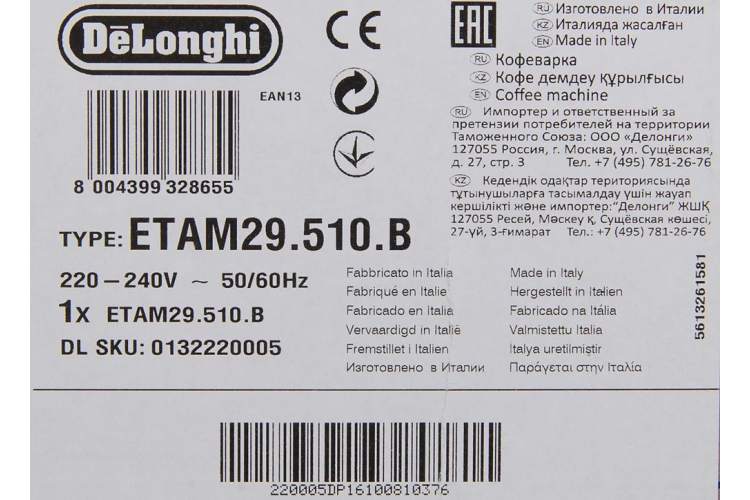 DēLonghi
EAN13
8 004399 328655
TYPE: ETAM29.510.B
220 – 240V ~ 50/60Hz
1x ETAM29.510.B
DL SKU: 0132220005
CE
EAC
RU Изготовлено в Италии
KZ Италияда жасалған
EN Made in Italy
RU Кофеварка
KZ Кофе демдеу құрылғысы
EN Coffee machine
RU Импортер и ответственный за
претензии потребителей на территории
Таможенного Союза: ООО «Делонги»
127055 Россия, г. Москва, ул. Сущёвская,
д. 27, стр. 3 Тел. +7 (495) 781-26-76
KZ Кедендік одақтар териториясында
тұтынушыларға тасымалдау үшін жауап
кершілікті және импортер:"Делонги" ЖШҚ
127055 Ресей, Мәскеу қ, Сущёвская көшесі,
27-үй, 3-ғимарат Тел. +7 (495) 781-26-76
Fabbricato in Italia
Fabriqué en Italie
Fabricado en Italia
Vervaardigd in Italië
Fremstillet i Italien
Изготовлено в Италии
Made in Italy
Hergestellt in Italien
Fabricado na Itália
Valmistettu Italia
Italya uretilmiştir
Παράγεται στην Ιταλία
5613261581
220005DP16100810376